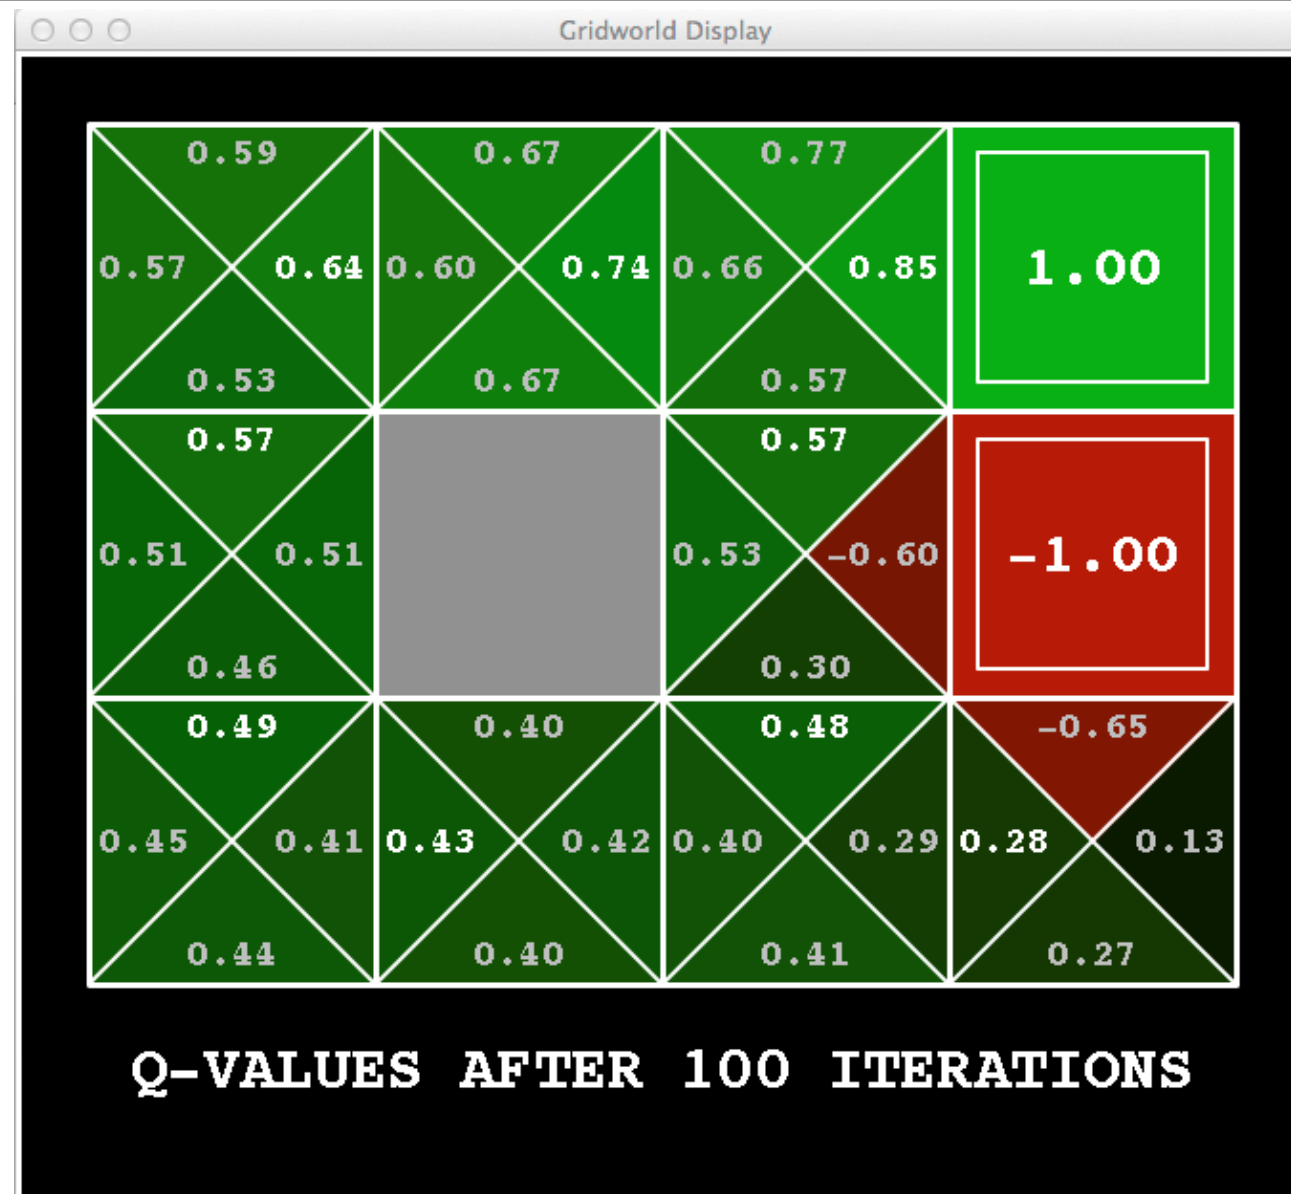 Gridworld Display
0.59 0.67 0.77
0.57 0.64 0.60 0.74 0.66 0.85 1.00
0.53 0.67 0.57
0.57 0.57
0.51 0.51 0.53 -0.60 -1.00
0.46 0.30
0.49 0.40 0.48 -0.65
0.45 0.41 0.43 0.42 0.40 0.29 0.28 0.13
0.44 0.40 0.41 0.27
Q-VALUES AFTER 100 ITERATIONS